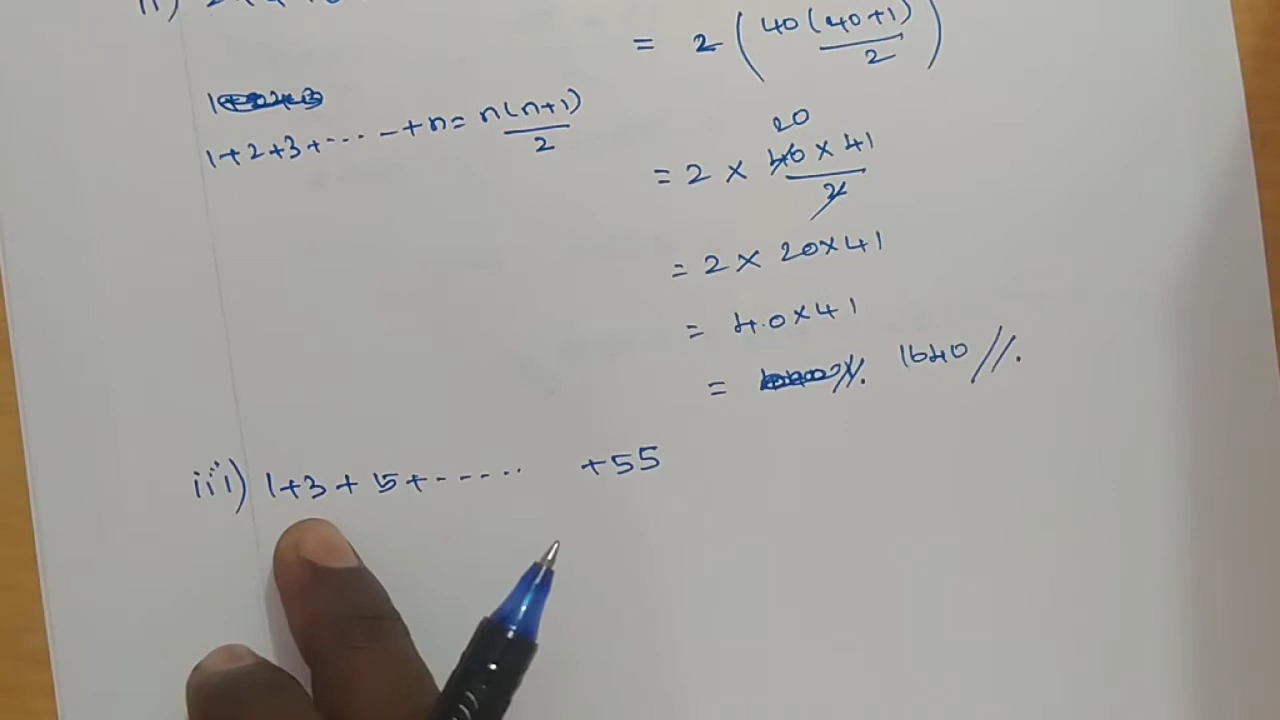 ii)
= 2 ( 40(40+1) / 2 )
1+2+3+---- -+n = n(n+1) / 2
20
= 2 × 40 × 41 / 2
= 2 × 20 × 41
= 40 × 41
= 1640 //.
iii) 1+3+5+----- +55